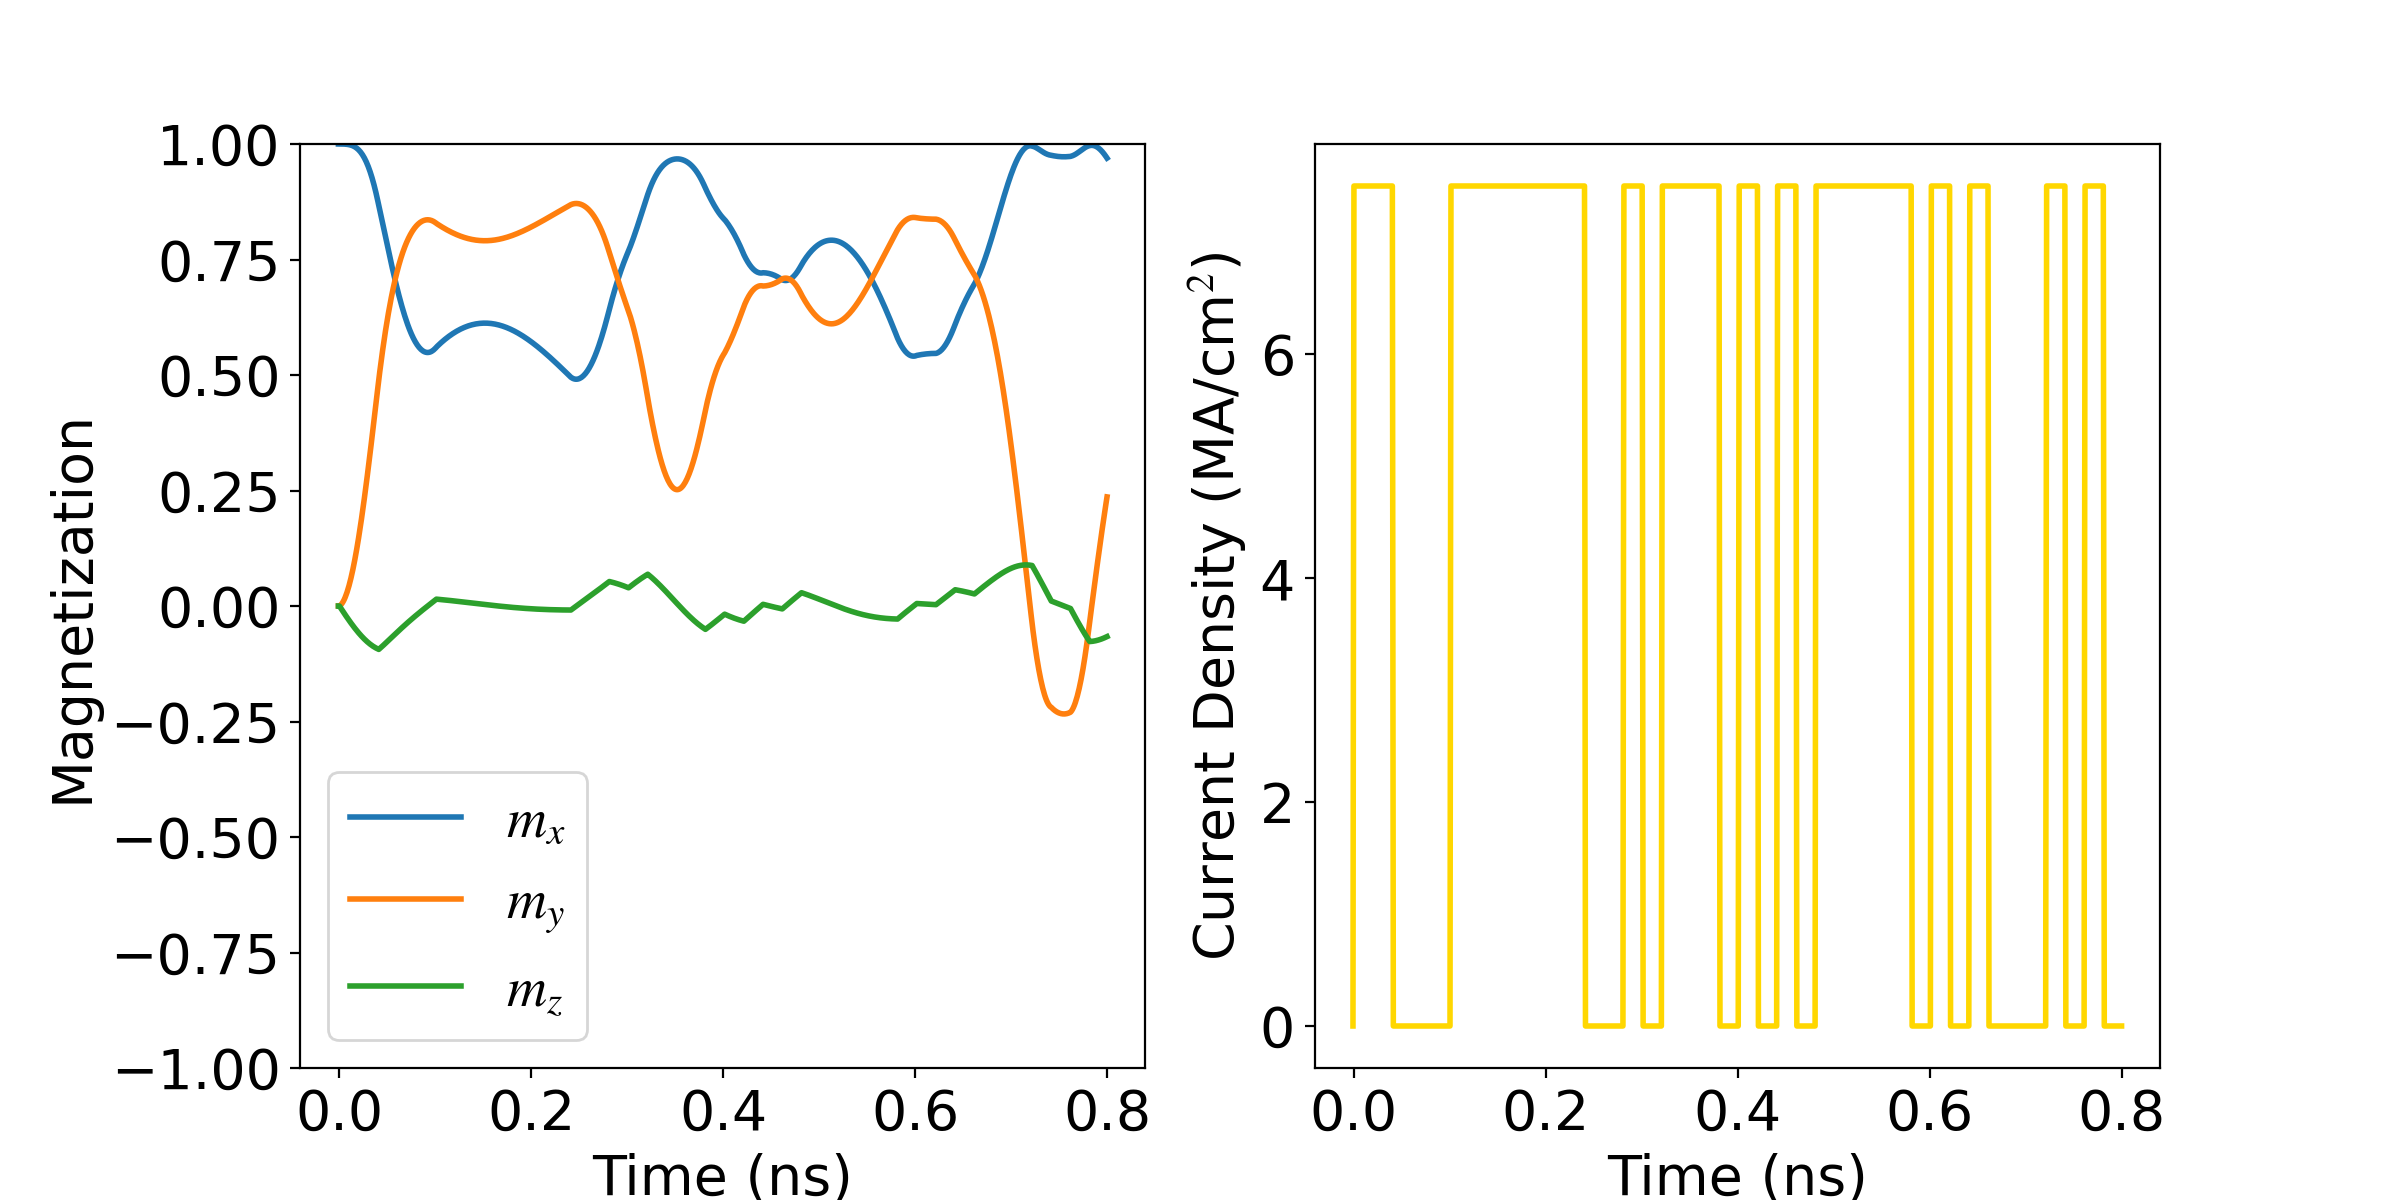 Magnetization
1.00
0.75
0.50
0.25
0.00
−0.25
−0.50
−0.75
−1.00
m_x
m_y
m_z
0.0 0.2 0.4 0.6 0.8
Time (ns)
Current Density (MA/cm²)
6
4
2
0
0.0 0.2 0.4 0.6 0.8
Time (ns)